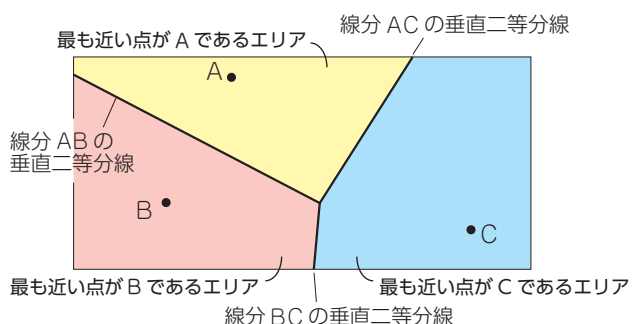 線分 AC の垂直二等分線
最も近い点が A であるエリア
A
線分 AB の
垂直二等分線
B
C
最も近い点が B であるエリア
最も近い点が C であるエリア
線分 BC の垂直二等分線